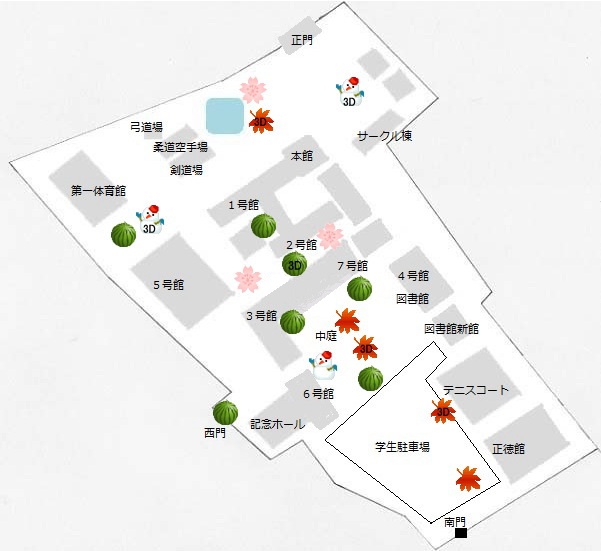 正門
3D
3D
弓道場
サークル棟
柔道空手場
本館
剣道場
第一体育館
１号館
3D
２号館
3D
７号館
４号館
５号館
図書館
３号館
図書館新館
中庭
3D
テニスコート
６号館
3D
記念ホール
西門
学生駐車場
正徳館
南門